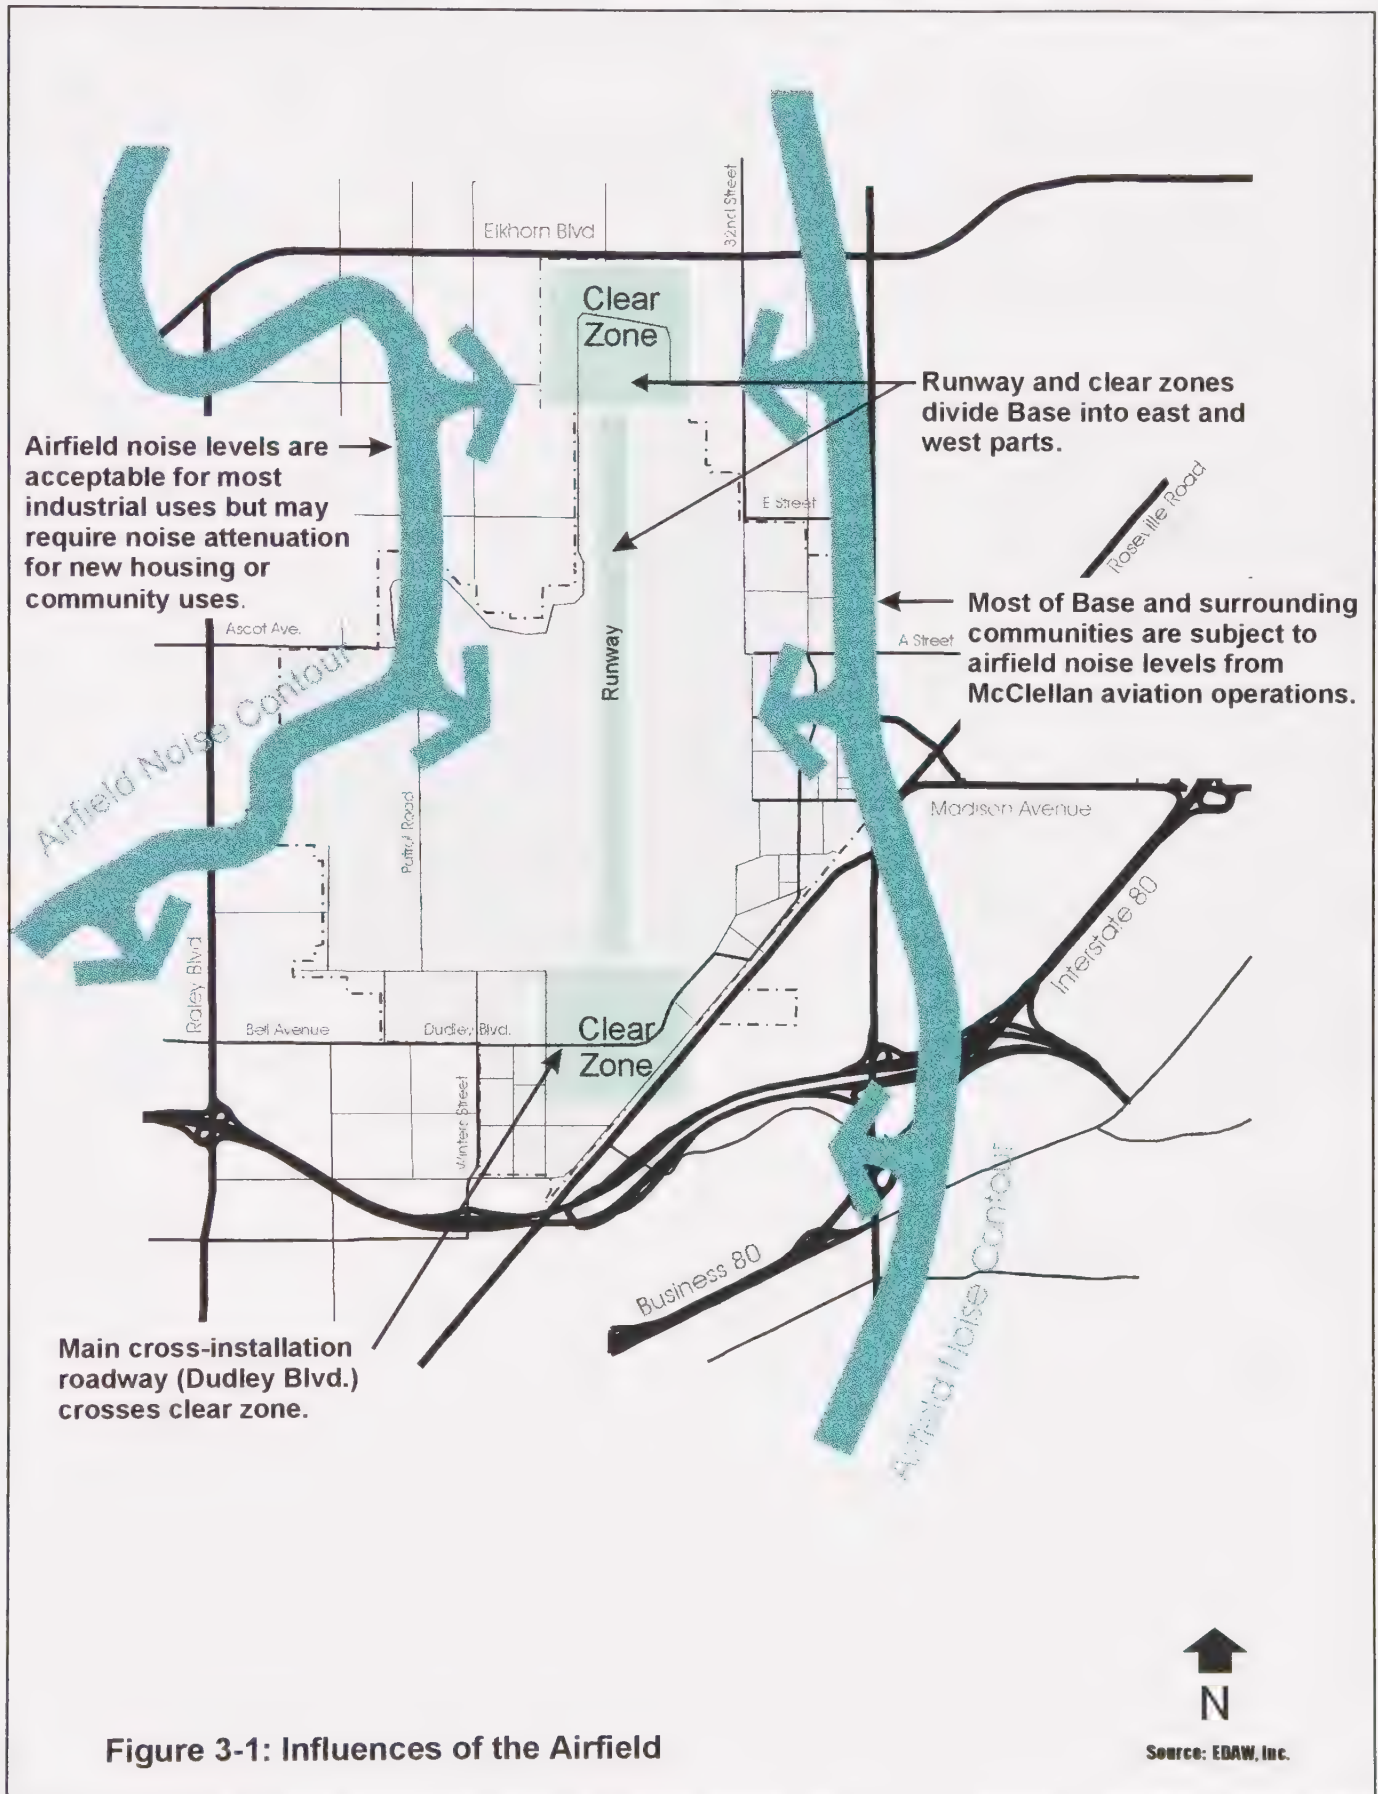 Elkhorn Blvd
32nd Street
Clear
Zone
Runway and clear zones
divide Base into east and
west parts.
Airfield noise levels are
acceptable for most
industrial uses but may
require noise attenuation
for new housing or
community uses.
E Street
Roseville Road
Most of Base and surrounding
communities are subject to
airfield noise levels from
McClellan aviation operations.
Ascot Ave.
A Street
Runway
Airfield Noise Contour
Madison Avenue
Patrol Road
Interstate 80
Raley Blvd
Bell Avenue
Dudley Blvd.
Clear
Zone
Winters Street
Airfield Noise Contour
Business 80
Main cross-installation
roadway (Dudley Blvd.)
crosses clear zone.
N
Figure 3-1: Influences of the Airfield
Source: EDAW, Inc.